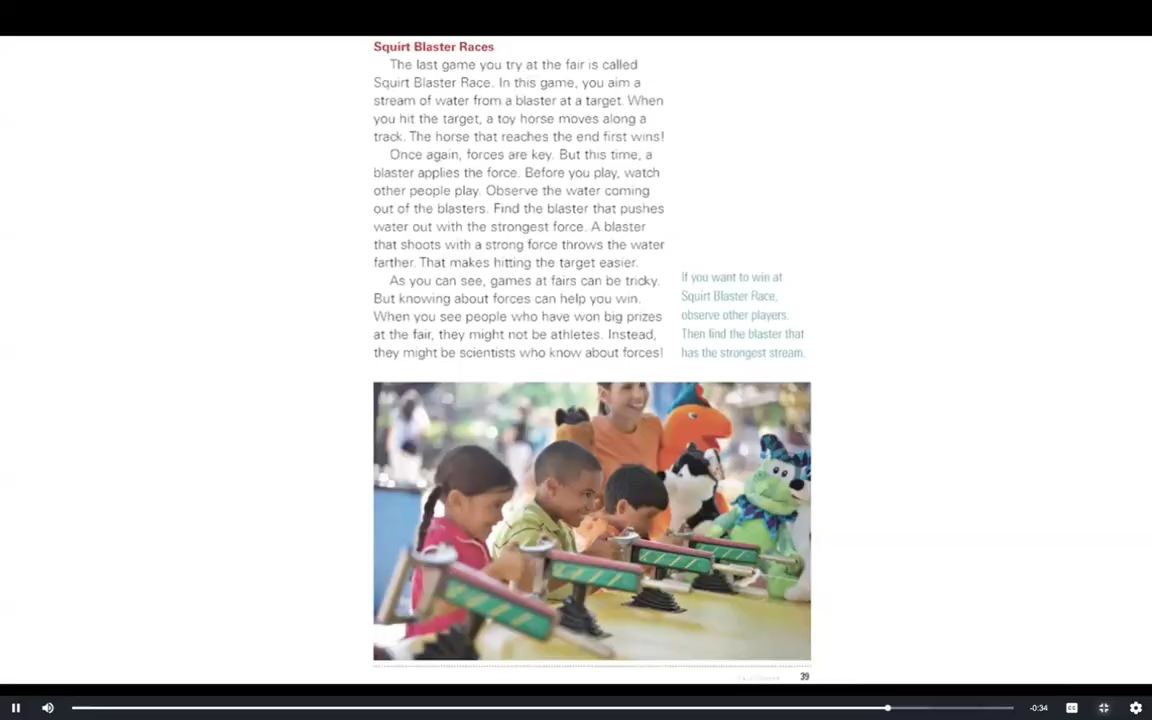 Squirt Blaster Races
The last game you try at the fair is called
Squirt Blaster Race. In this game, you aim a
stream of water from a blaster at a target. When
you hit the target, a toy horse moves along a
track. The horse that reaches the end first wins!
Once again, forces are key. But this time, a
blaster applies the force. Before you play, watch
other people play. Observe the water coming
out of the blasters. Find the blaster that pushes
water out with the strongest force. A blaster
that shoots with a strong force throws the water
farther. That makes hitting the target easier.
As you can see, games at fairs can be tricky.
But knowing about forces can help you win.
When you see people who have won big prizes
at the fair, they might not be athletes. Instead,
they might be scientists who know about forces!
If you want to win at
Squirt Blaster Race,
observe other players.
Then find the blaster that
has the strongest stream.
39
-0:34
CC